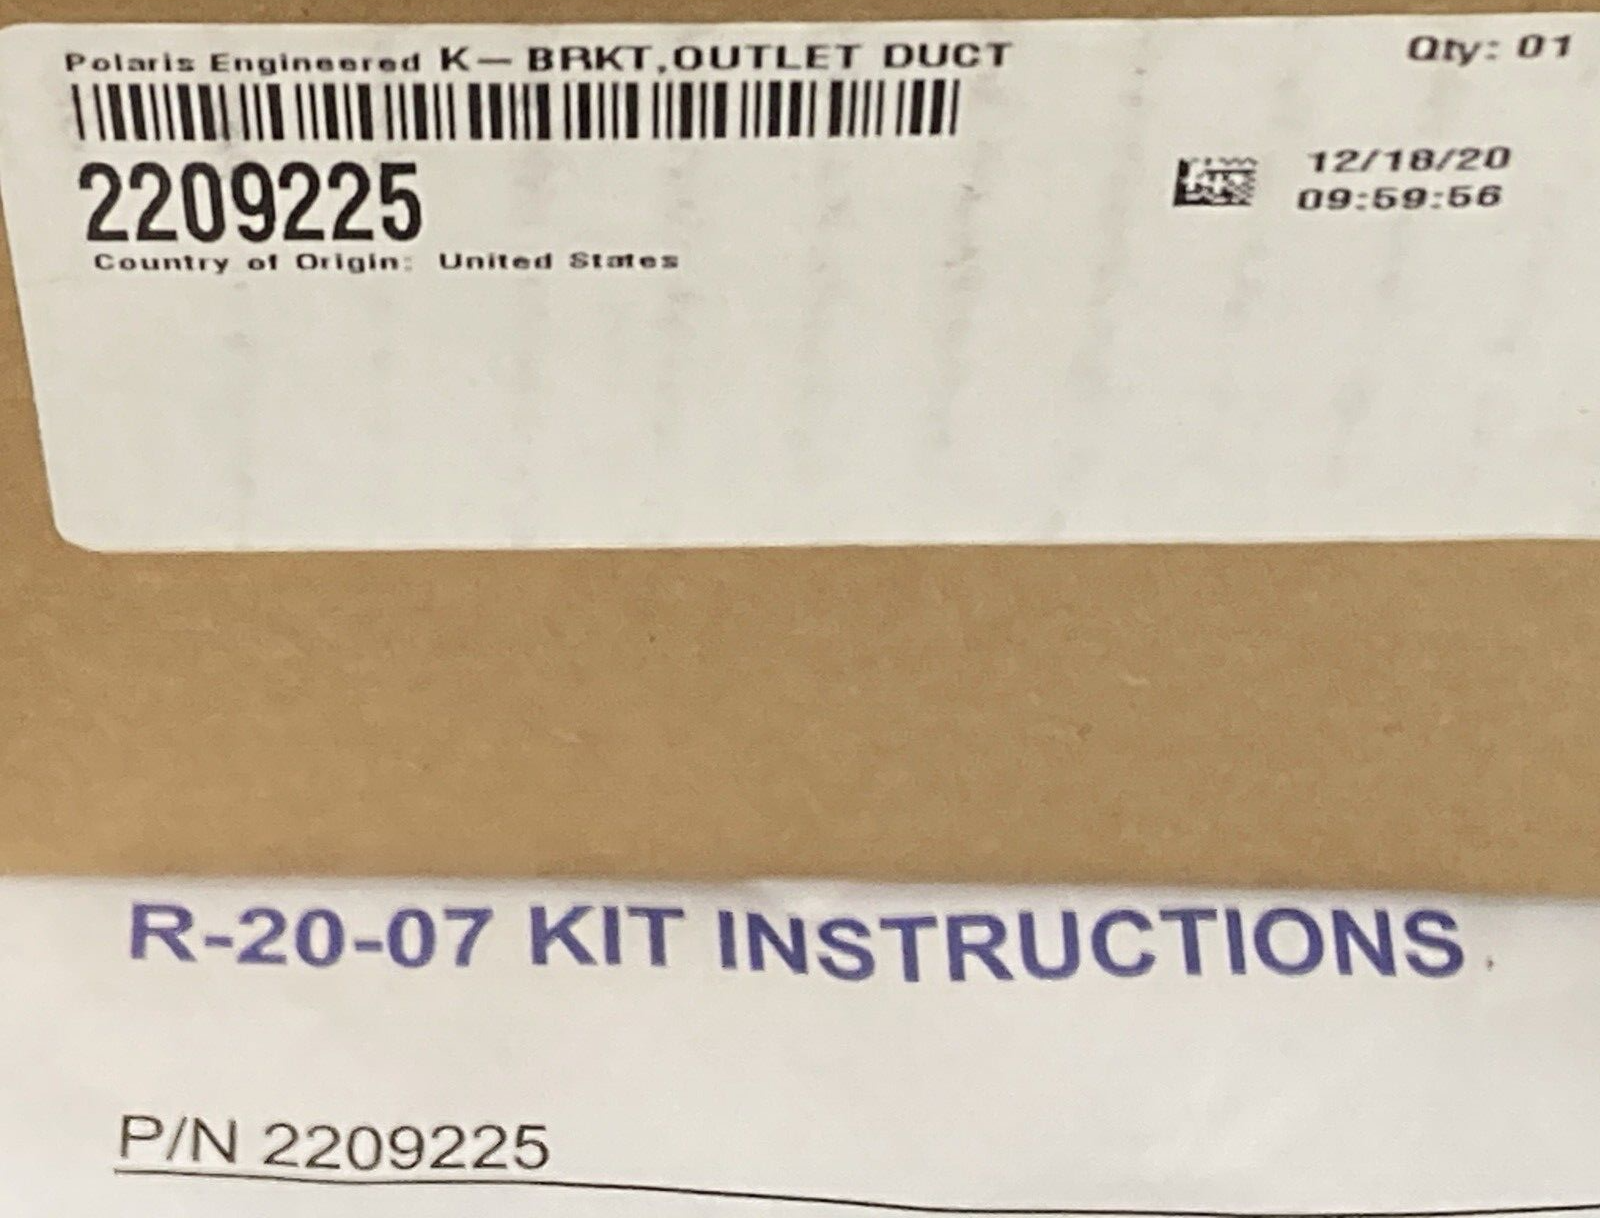 Polaris Engineered K-BRKT,OUTLET DUCT
Qty: 01
2209225
12/18/20
09:59:56
Country of Origin: United States
R-20-07 KIT INSTRUCTIONS
P/N 2209225